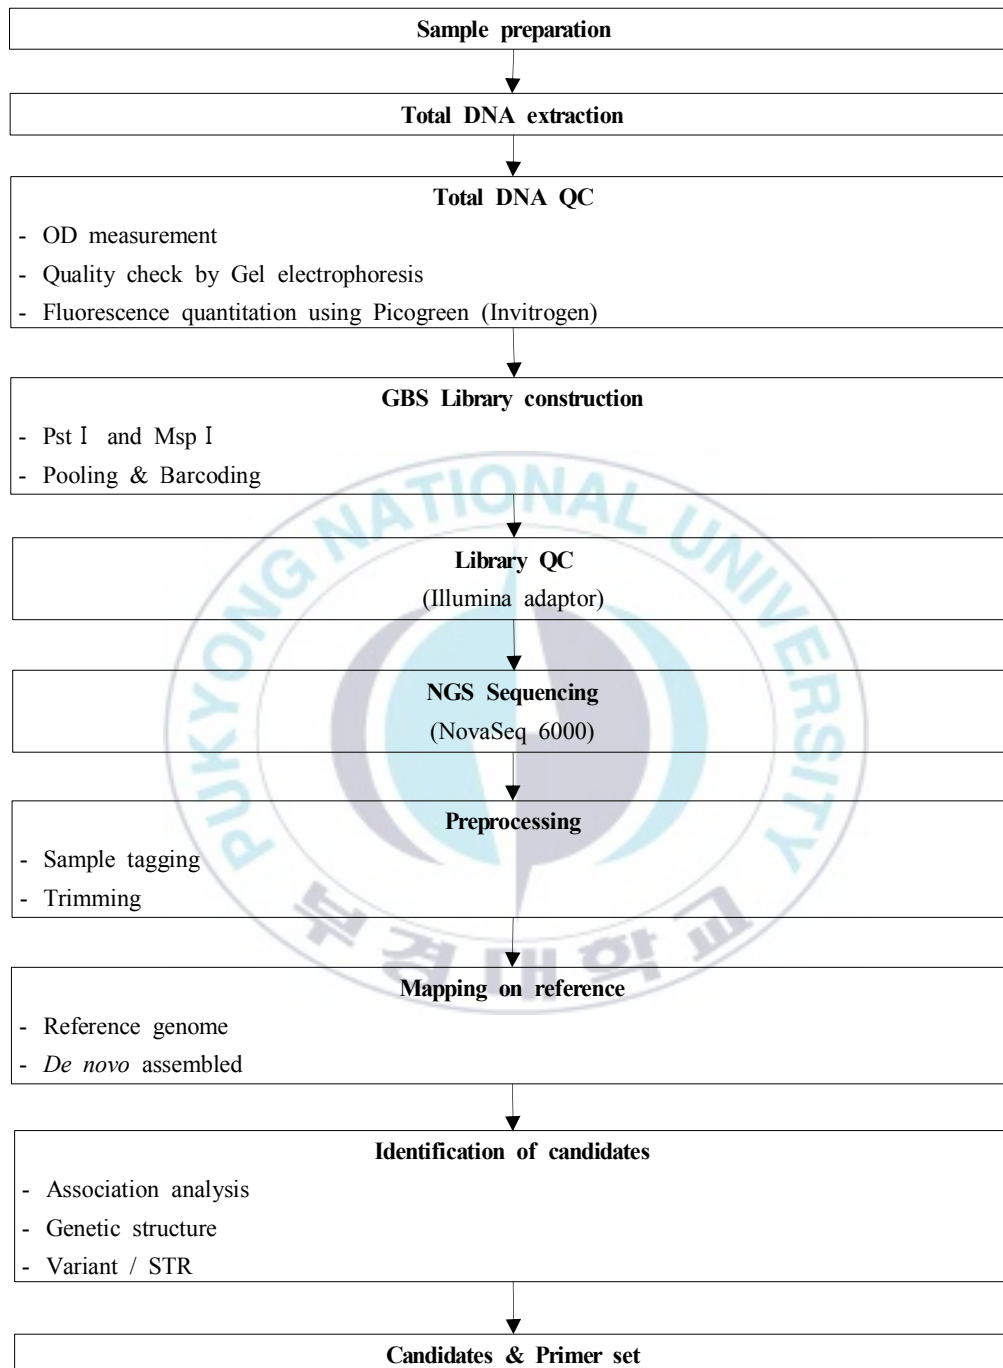 Sample preparation
Total DNA extraction
Total DNA QC
- OD measurement
- Quality check by Gel electrophoresis
- Fluorescence quantitation using Picogreen (Invitrogen)
GBS Library construction
- PstⅠ and MspⅠ
- Pooling & Barcoding
Library QC
(Illumina adaptor)
NGS Sequencing
(NovaSeq 6000)
Preprocessing
- Sample tagging
- Trimming
Mapping on reference
- Reference genome
- De novo assembled
Identification of candidates
- Association analysis
- Genetic structure
- Variant / STR
Candidates & Primer set
PUKYONG NATIONAL UNIVERSITY
부경대학교